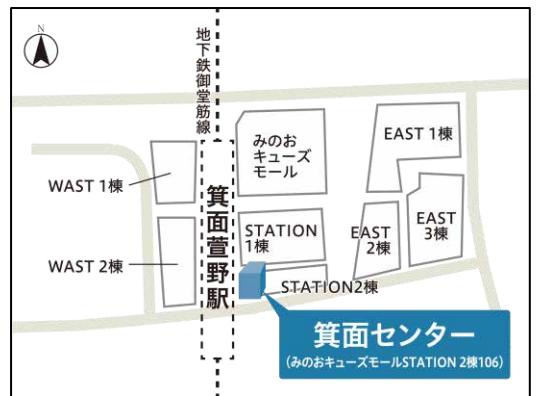 N
地下鉄御堂筋線
みのお
キューズ
モール
EAST 1棟
WAST 1棟
箕面萱野駅
STATION
1棟
EAST
2棟
EAST
3棟
WAST 2棟
STATION2棟
箕面センター
(みのおキューズモールSTATION 2棟106)